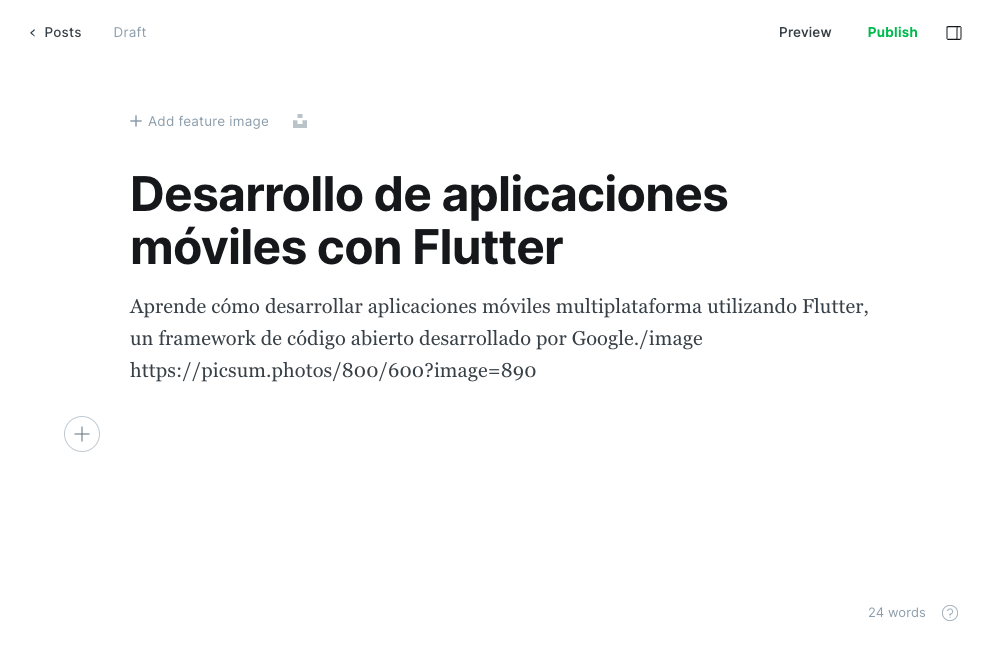 Posts
Draft
Preview
Publish
Add feature image
Desarrollo de aplicaciones
móviles con Flutter
Aprende cómo desarrollar aplicaciones móviles multiplataforma utilizando Flutter,
un framework de código abierto desarrollado por Google./image
https://picsum.photos/800/600?image=890
24 words